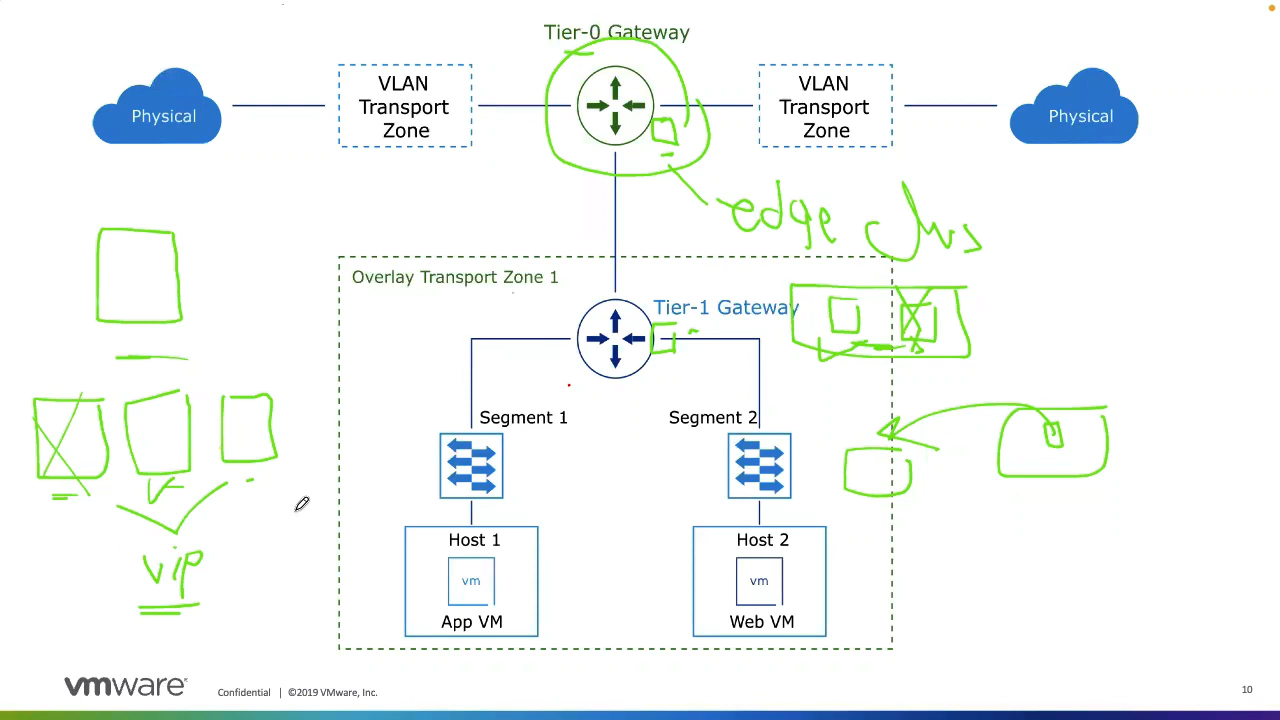 Tier-0 Gateway
VLAN
Transport
Zone
VLAN
Transport
Zone
Physical
Physical
edge clus
Overlay Transport Zone 1
Tier-1 Gateway
Segment 1
Segment 2
Host 1
vm
App VM
Host 2
vm
Web VM
vip
vmware®
Confidential | ©2019 VMware, Inc.
10